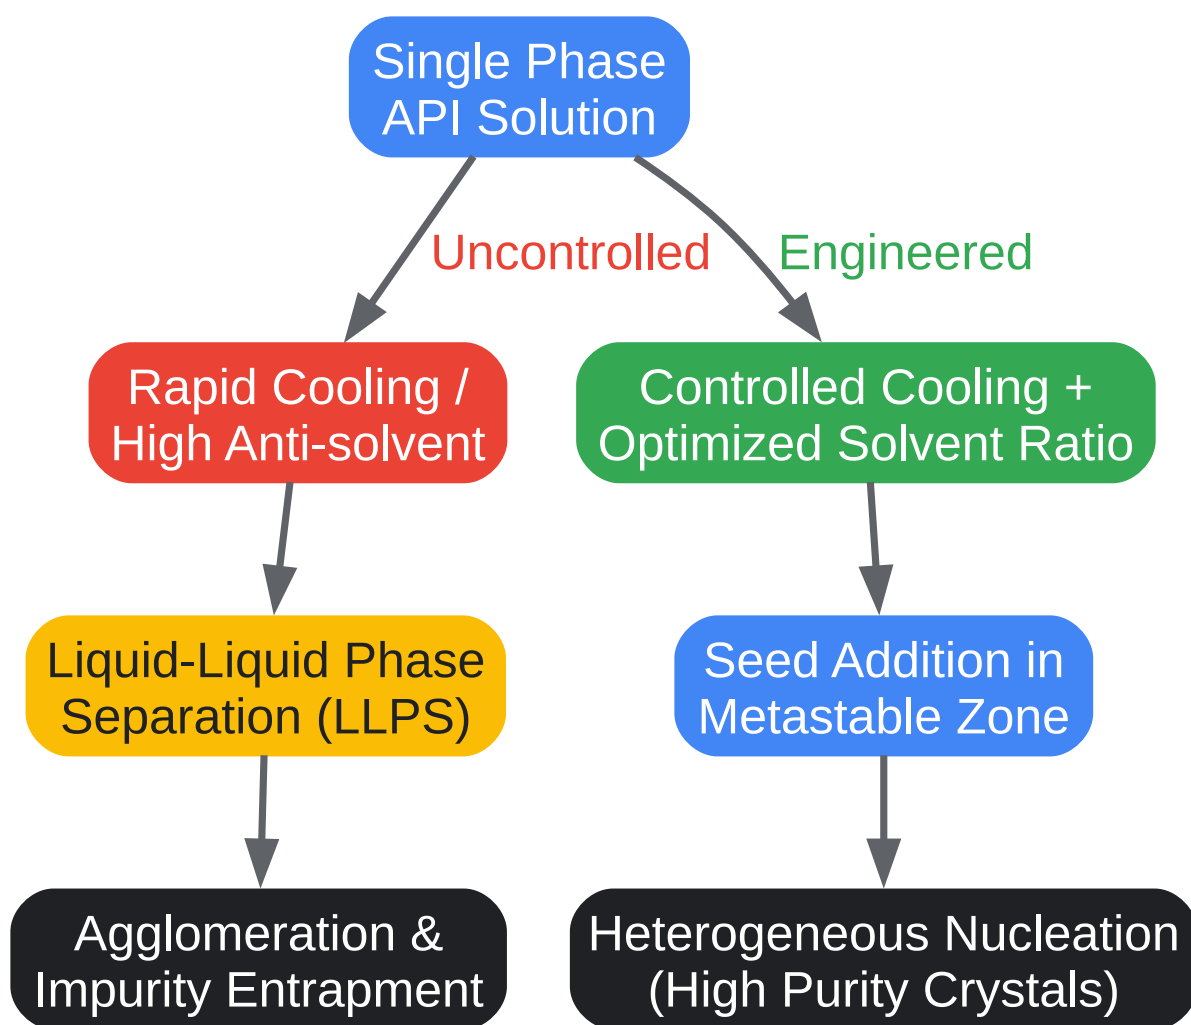 Single Phase
API Solution
Uncontrolled
Engineered
Rapid Cooling /
High Anti-solvent
Controlled Cooling +
Optimized Solvent Ratio
Liquid-Liquid Phase
Separation (LLPS)
Seed Addition in
Metastable Zone
Agglomeration &
Impurity Entrapment
Heterogeneous Nucleation
(High Purity Crystals)